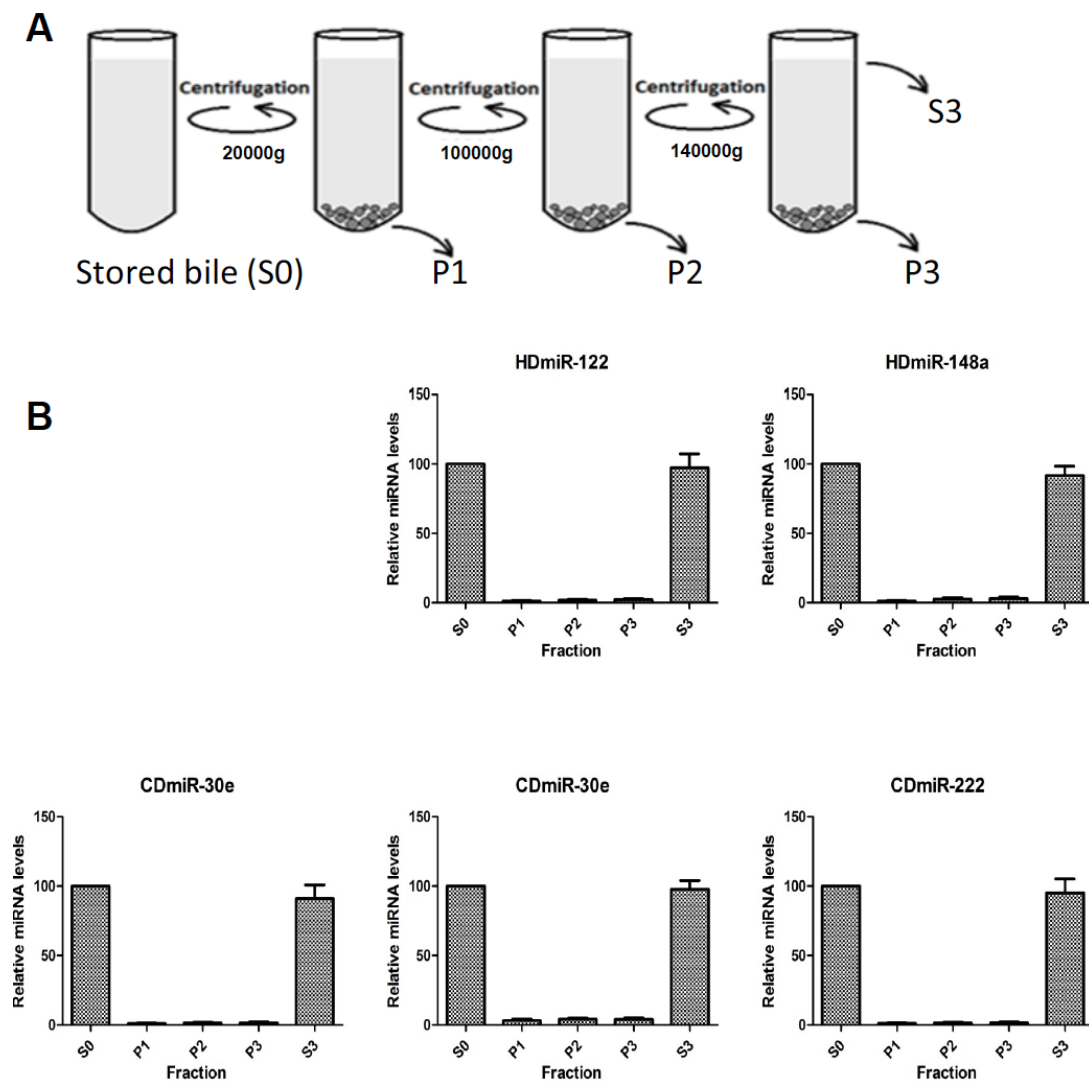 A
Centrifugation
20000g
Centrifugation
100000g
Centrifugation
140000g
S3
Stored bile (S0)
P1
P2
P3
B
HDmiR-122
Relative miRNA levels
150
100
50
0
S0 P1 P2 P3 S3
Fraction
HDmiR-148a
Relative miRNA levels
150
100
50
0
S0 P1 P2 P3 S3
Fraction
CDmiR-30e
Relative miRNA levels
150
100
50
0
S0 P1 P2 P3 S3
Fraction
CDmiR-30e
Relative miRNA levels
150
100
50
0
S0 P1 P2 P3 S3
Fraction
CDmiR-222
Relative miRNA levels
150
100
50
0
S0 P1 P2 P3 S3
Fraction